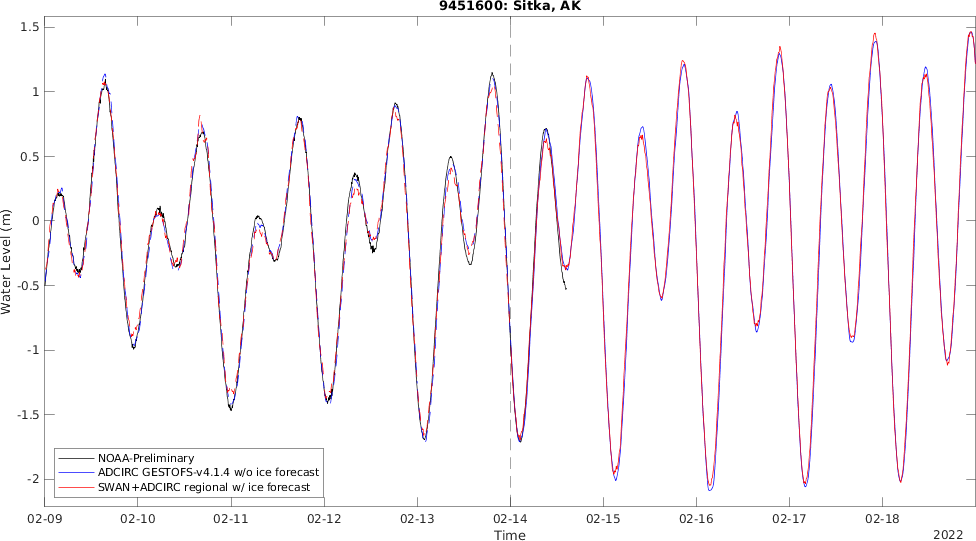 9451600: Sitka, AK
1.5
1
0.5
0
-0.5
-1
-1.5
-2
Water Level (m)
NOAA-Preliminary
ADCIRC GESTOFS-v4.1.4 w/o ice forecast
SWAN+ADCIRC regional w/ ice forecast
02-09 02-10 02-11 02-12 02-13 02-14 02-15 02-16 02-17 02-18
Time
2022